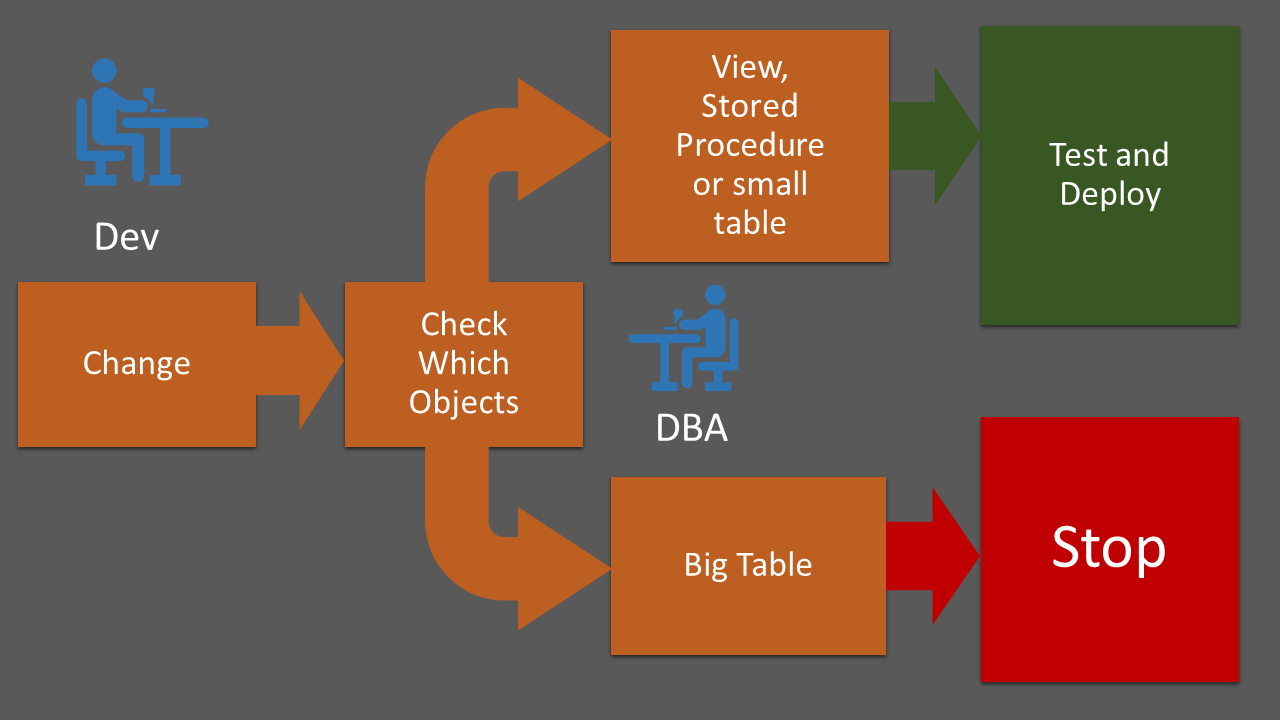 Dev
Change
Check
Which
Objects
View,
Stored
Procedure
or small
table
Test and
Deploy
DBA
Big Table
Stop